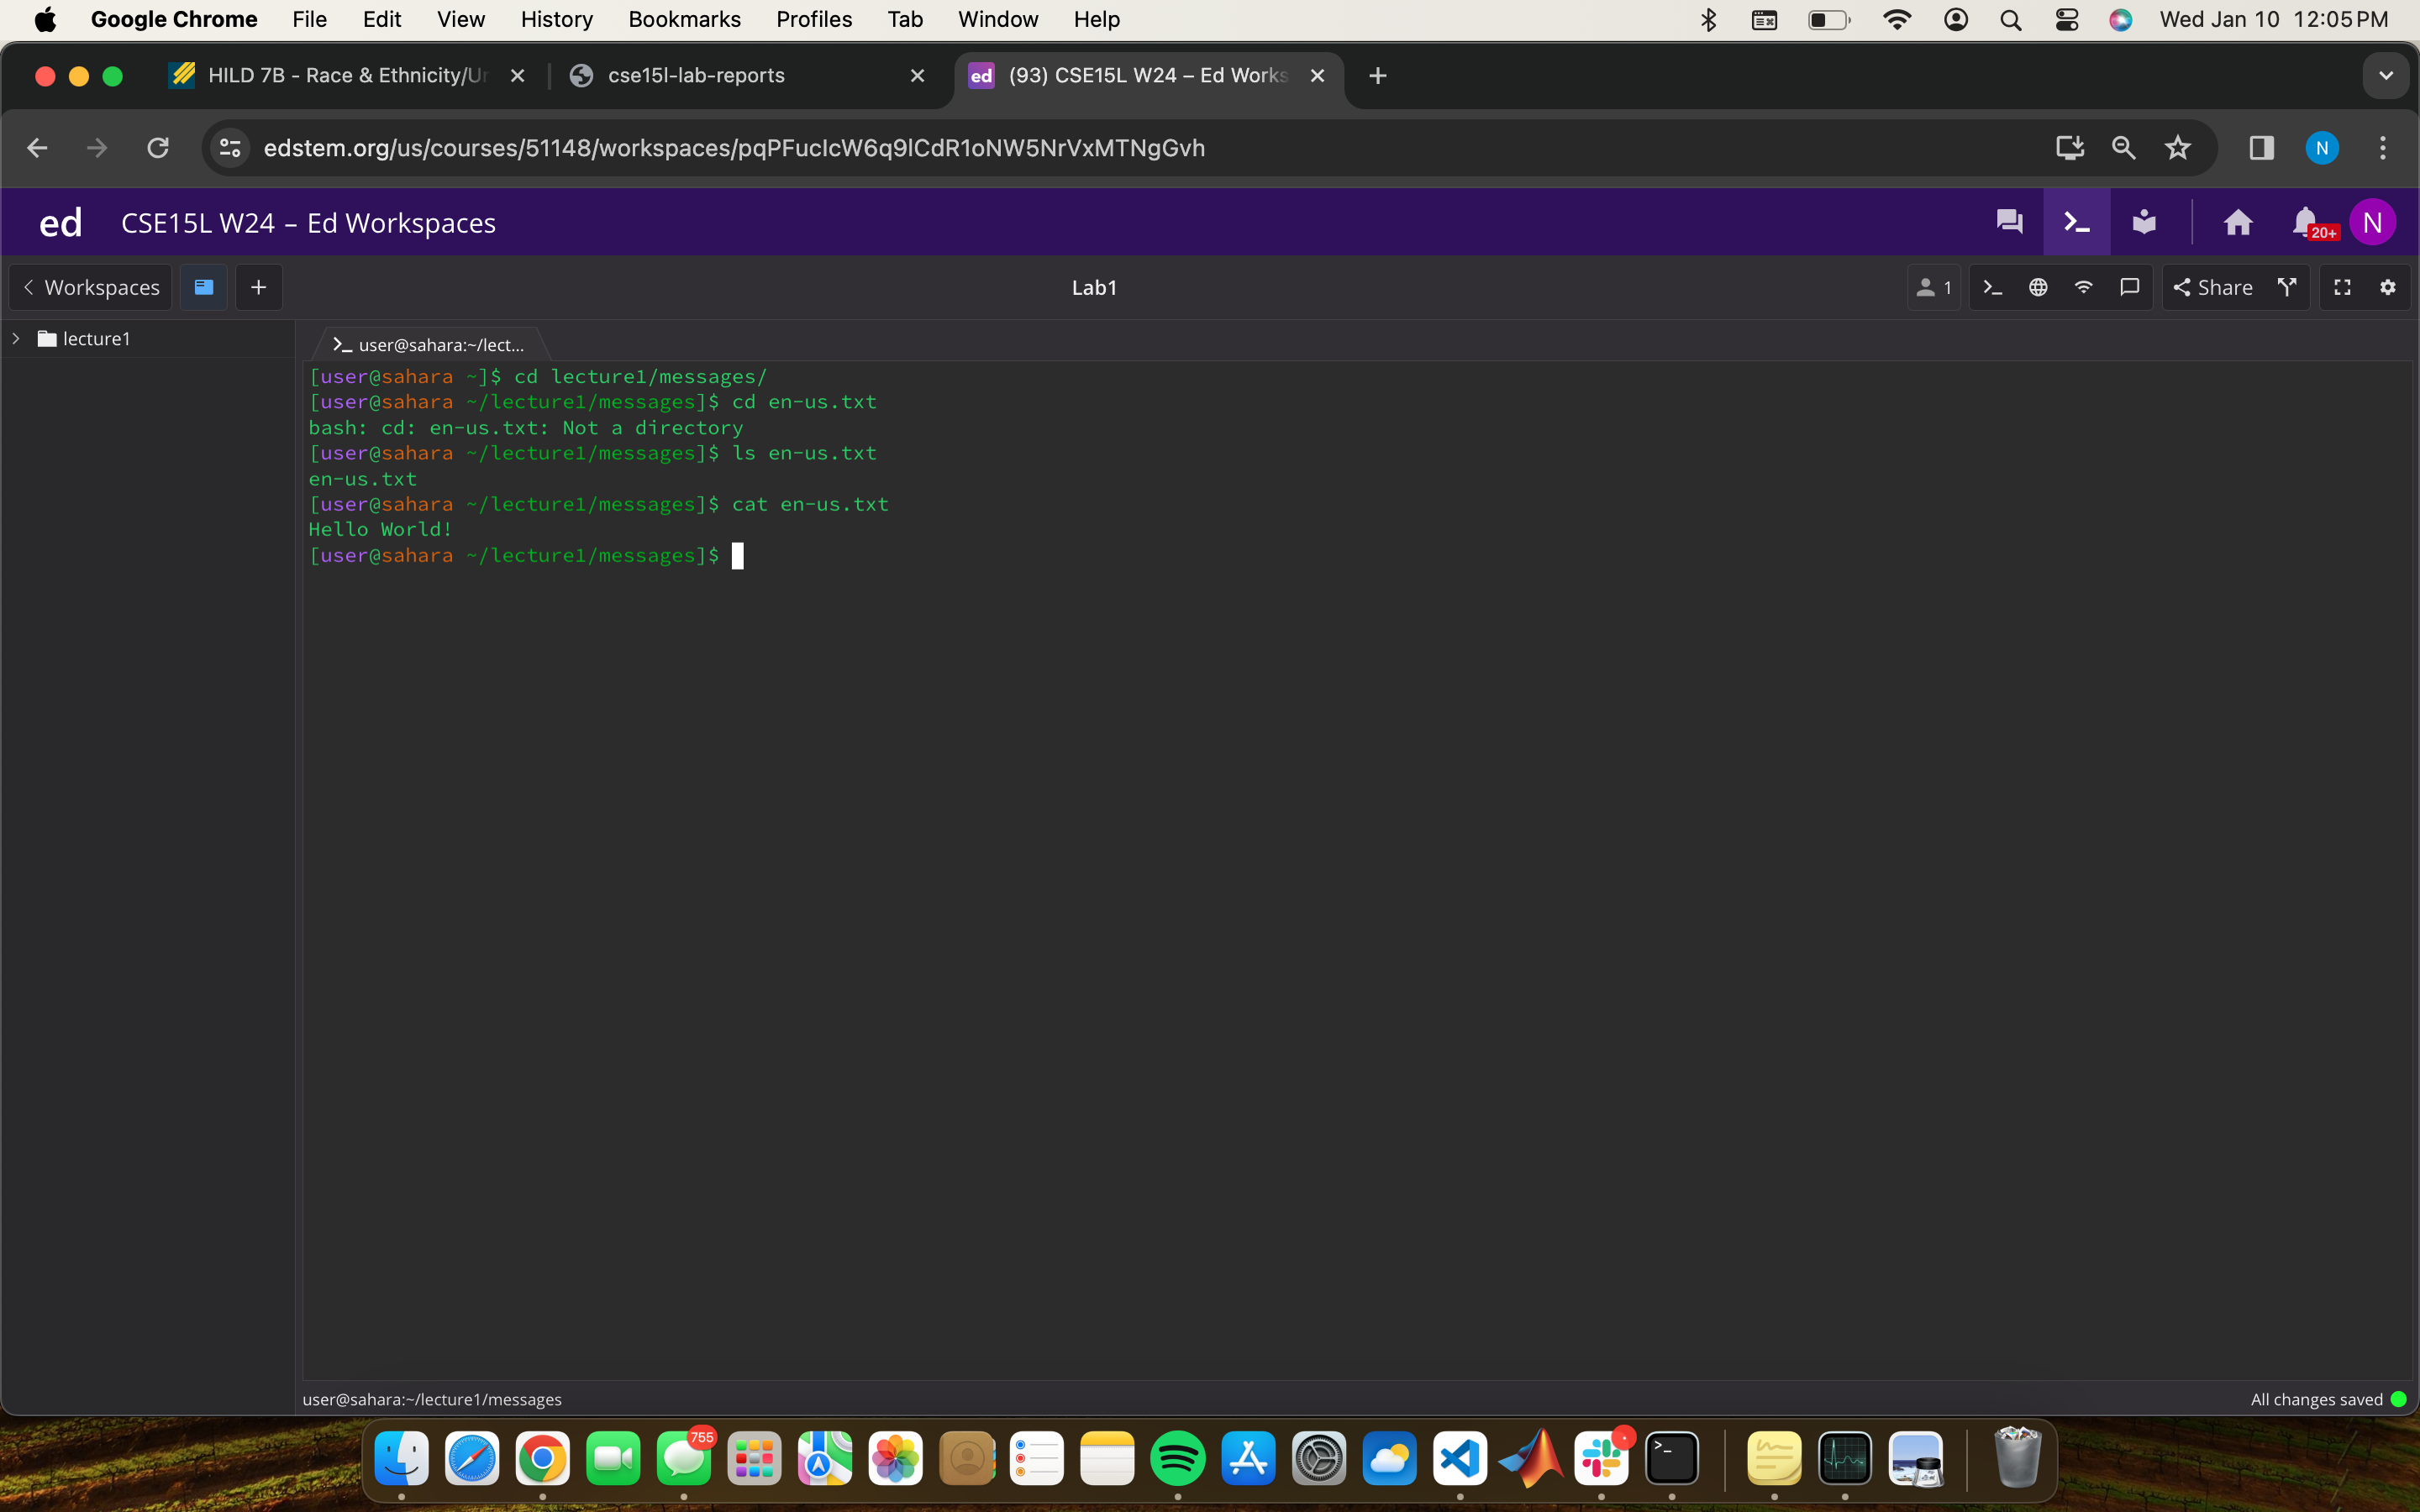 Google Chrome File Edit View History Bookmarks Profiles Tab Window Help Wed Jan 10 12:05 PM
HILD 7B - Race & Ethnicity/Ur cse15l-lab-reports ed (93) CSE15L W24 – Ed Works
edstem.org/us/courses/51148/workspaces/pqPFucIcW6q9lCdR1oNW5NrVxMTNgGvh N
ed CSE15L W24 – Ed Workspaces 20+ N
Workspaces Lab1 1 Share
lecture1
user@sahara:~/lect...
[user@sahara ~]$ cd lecture1/messages/
[user@sahara ~/lecture1/messages]$ cd en-us.txt
bash: cd: en-us.txt: Not a directory
[user@sahara ~/lecture1/messages]$ ls en-us.txt
en-us.txt
[user@sahara ~/lecture1/messages]$ cat en-us.txt
Hello World!
[user@sahara ~/lecture1/messages]$
user@sahara:~/lecture1/messages All changes saved
755